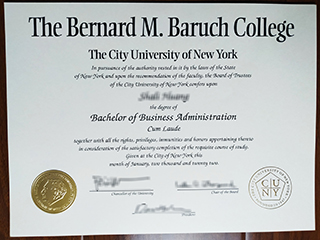 The Bernard M. Baruch College
The City University of New York
In pursuance of the authority vested in it by the laws of the State
of New York and upon the recommendation of the faculty, the Board of Trustees
of the City University of New York confers upon
the degree of
Bachelor of Business Administration
Cum Laude
together with all the rights, privileges, immunities and honors appertaining thereto
in consideration of the satisfactory completion of the requisite course of study.
Given at the City of New York this
month of January, two thousand and twenty two.
Chancellor of the University
Chair of the Board
CU
NY